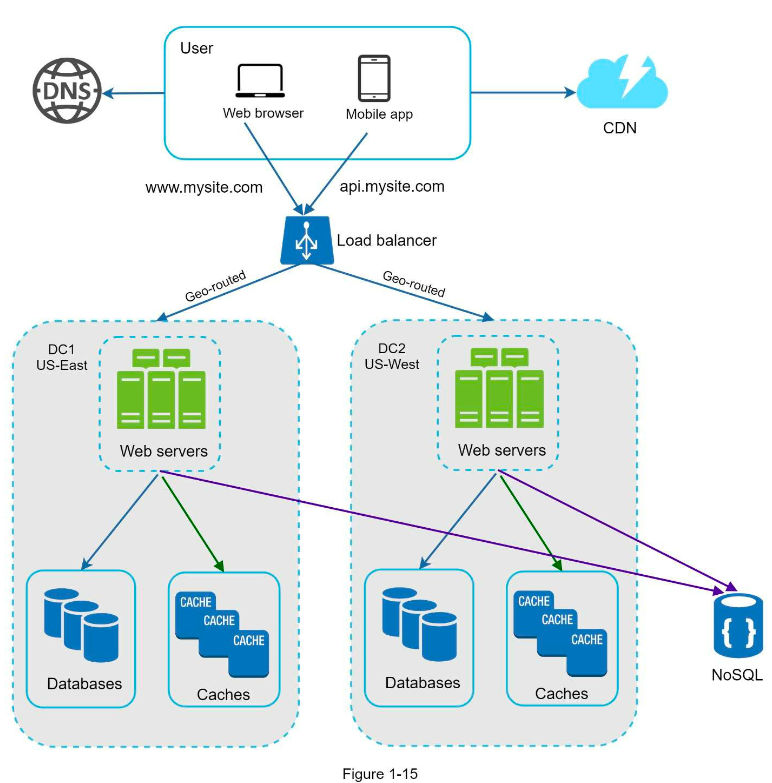 User
DNS
Web browser
Mobile app
CDN
www.mysite.com
api.mysite.com
Load balancer
Geo-routed
Geo-routed
DC1
US-East
DC2
US-West
Web servers
Web servers
CACHE
CACHE
CACHE
Databases
Caches
CACHE
CACHE
CACHE
Databases
Caches
{ }
NoSQL
Figure 1-15